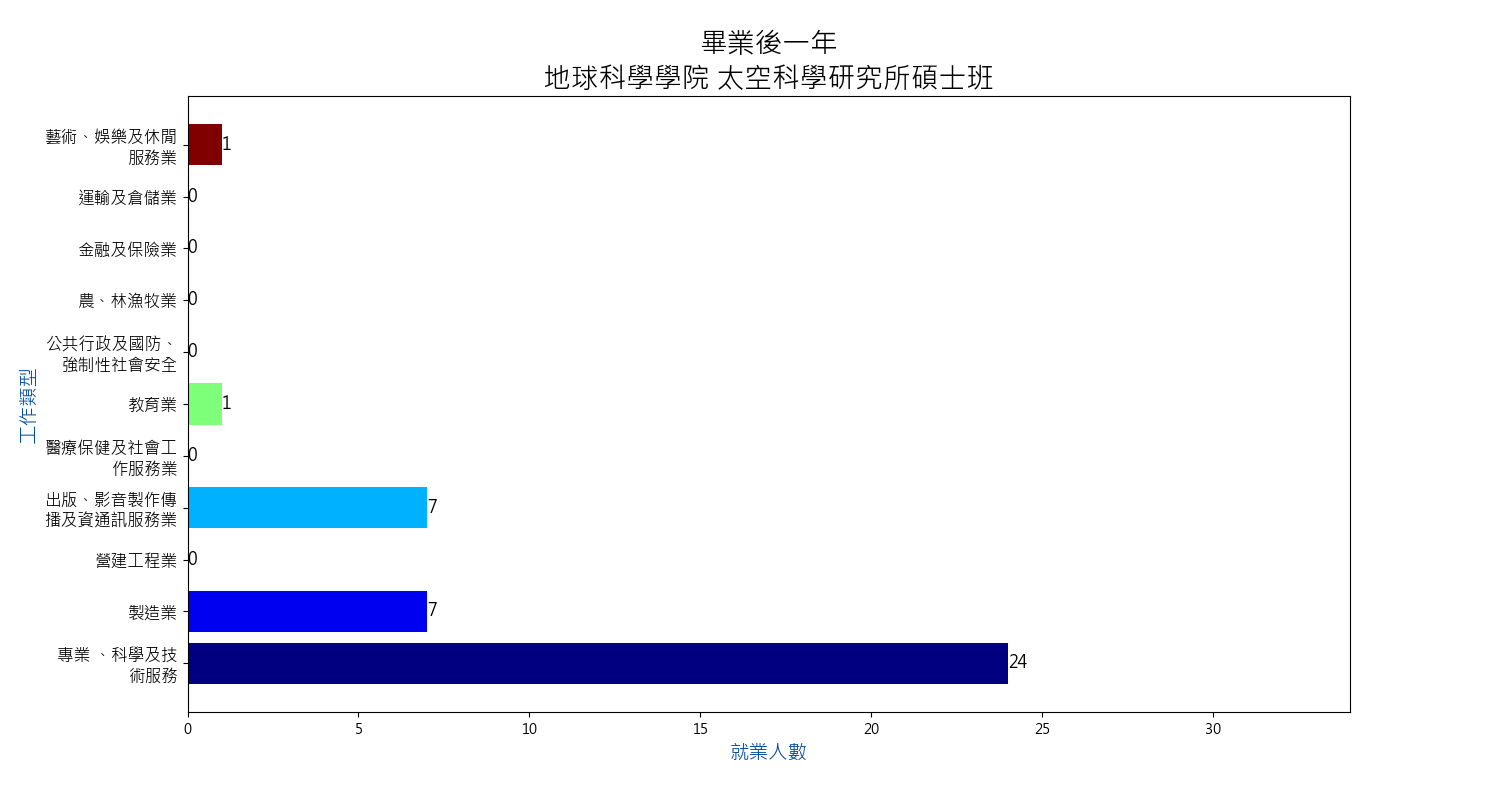 畢業後一年
地球科學學院 太空科學研究所碩士班
藝術、娛樂及休閒
服務業
1
運輸及倉儲業
0
金融及保險業
0
農、林漁牧業
0
公共行政及國防、
強制性社會安全
0
教育業
1
醫療保健及社會工
作服務業
0
出版、影音製作傳
播及資通訊服務業
7
營建工程業
0
製造業
7
專業 、科學及技
術服務
24
工作類型
0 5 10 15 20 25 30
就業人數